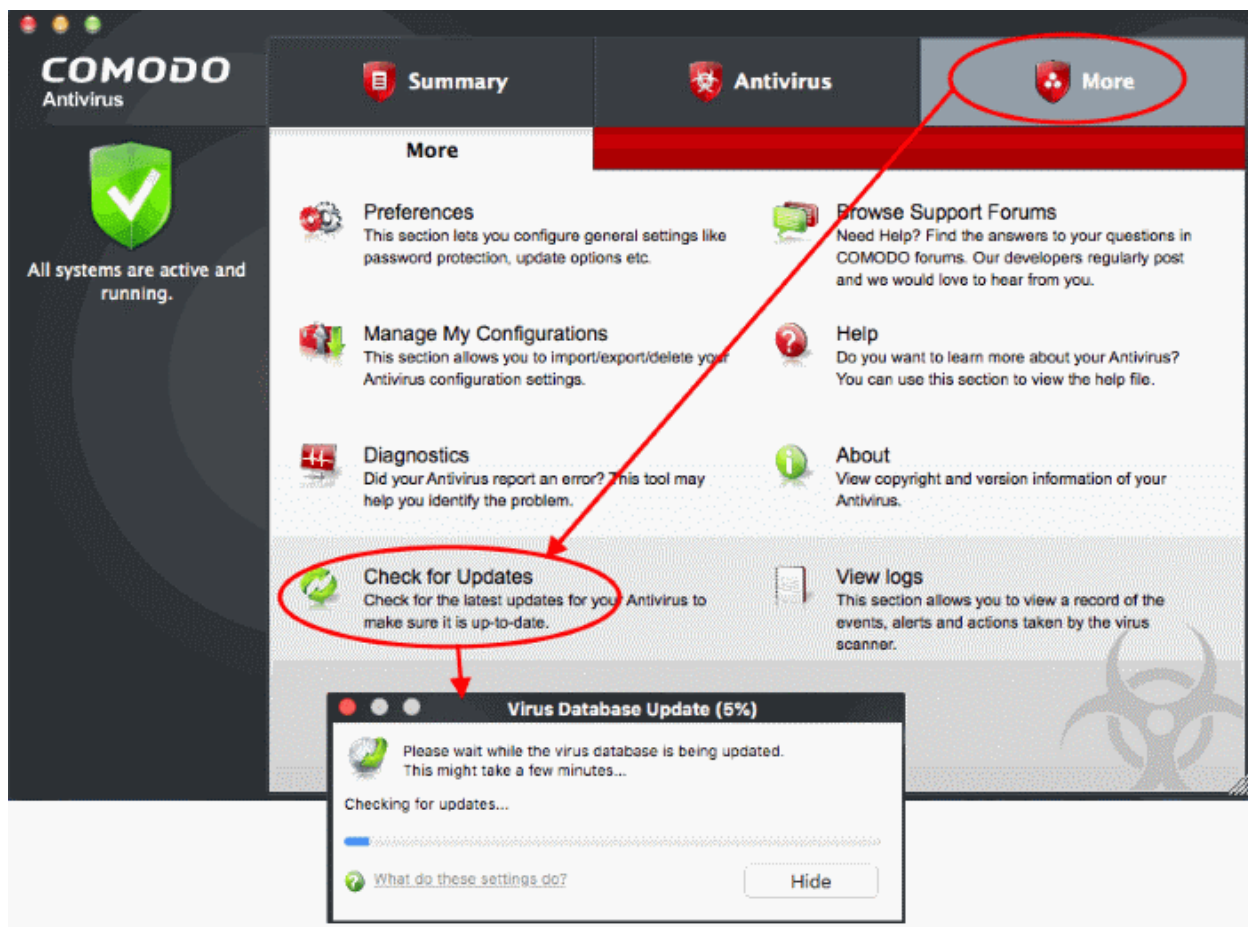 COMODO
Antivirus
Summary
Antivirus
More
All systems are active and
running.
More
Preferences
This section lets you configure general settings like
password protection, update options etc.
Browse Support Forums
Need Help? Find the answers to your questions in
COMODO forums. Our developers regularly post
and we would love to hear from you.
Manage My Configurations
This section allows you to import/export/delete your
Antivirus configuration settings.
Help
Do you want to learn more about your Antivirus?
You can use this section to view the help file.
Diagnostics
Did your Antivirus report an error? This tool may
help you identify the problem.
About
View copyright and version information of your
Antivirus.
Check for Updates
Check for the latest updates for your Antivirus to
make sure it is up-to-date.
View logs
This section allows you to view a record of the
events, alerts and actions taken by the virus
scanner.
Virus Database Update (5%)
Please wait while the virus database is being updated.
This might take a few minutes...
Checking for updates...
What do these settings do?
Hide